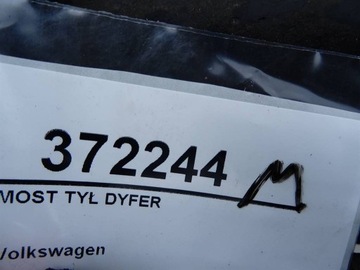 372244 M
MOST TYŁ DYFER
Volkswagen